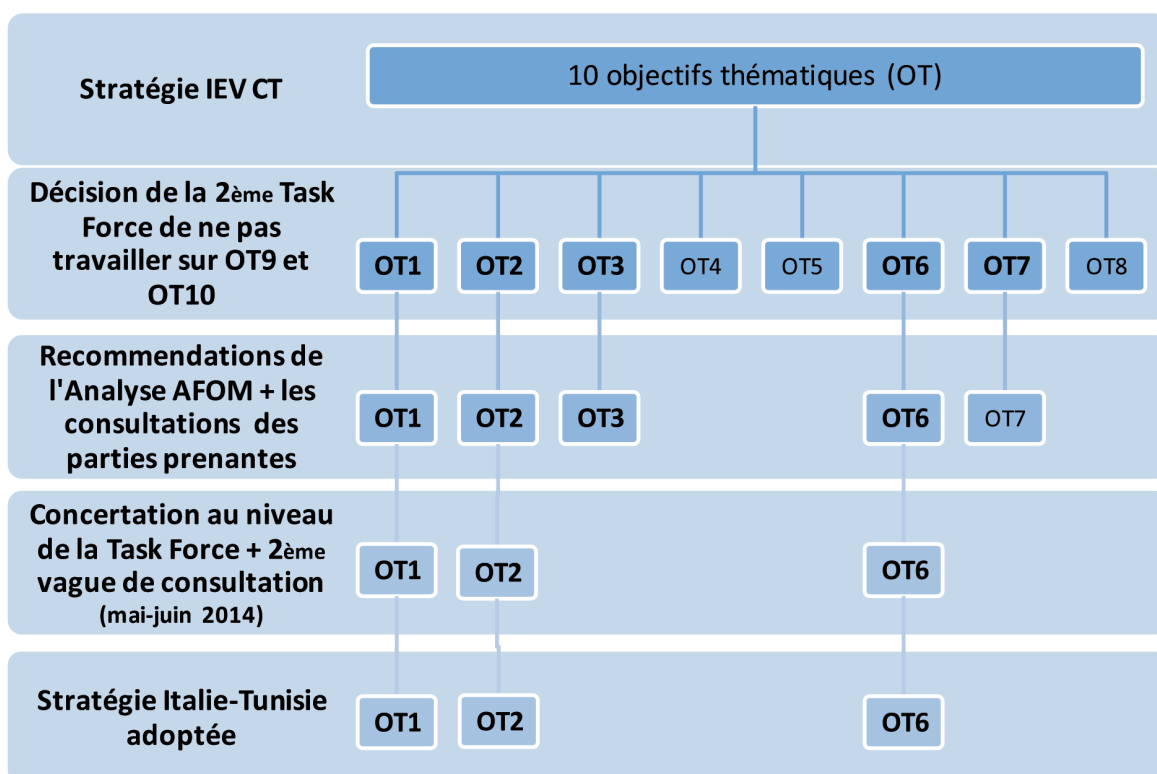 Stratégie IEV CT
10 objectifs thématiques (OT)
Décision de la 2ème Task
Force de ne pas
travailler sur OT9 et
OT10
OT1
OT2
OT3
OT4
OT5
OT6
OT7
OT8
Recommendations de
l'Analyse AFOM + les
consultations des
parties prenantes
OT1
OT2
OT3
OT6
OT7
Concertation au niveau
de la Task Force + 2ème
vague de consultation
(mai-juin 2014)
OT1
OT2
OT6
Stratégie Italie-Tunisie
adoptée
OT1
OT2
OT6